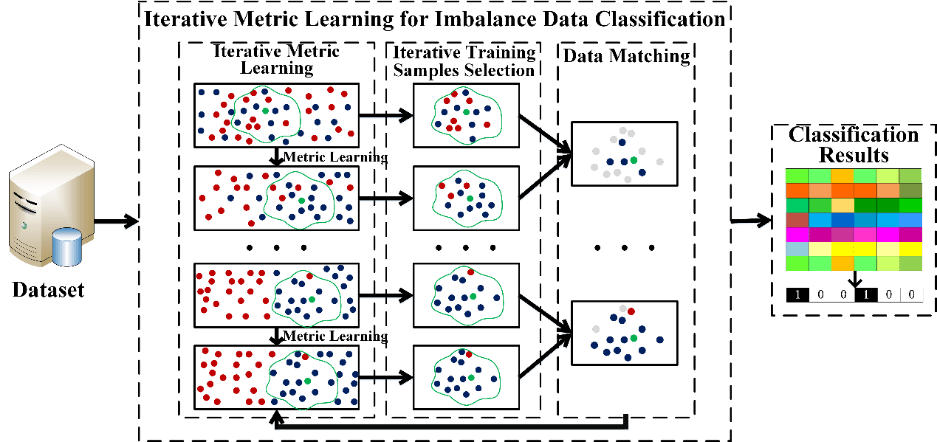 Iterative Metric Learning for Imbalance Data Classification
Iterative Metric
Learning
Iterative Training
Samples Selection
Data Matching
Metric Learning
Metric Learning
Dataset
Classification
Results
1 0 0 1 0 0